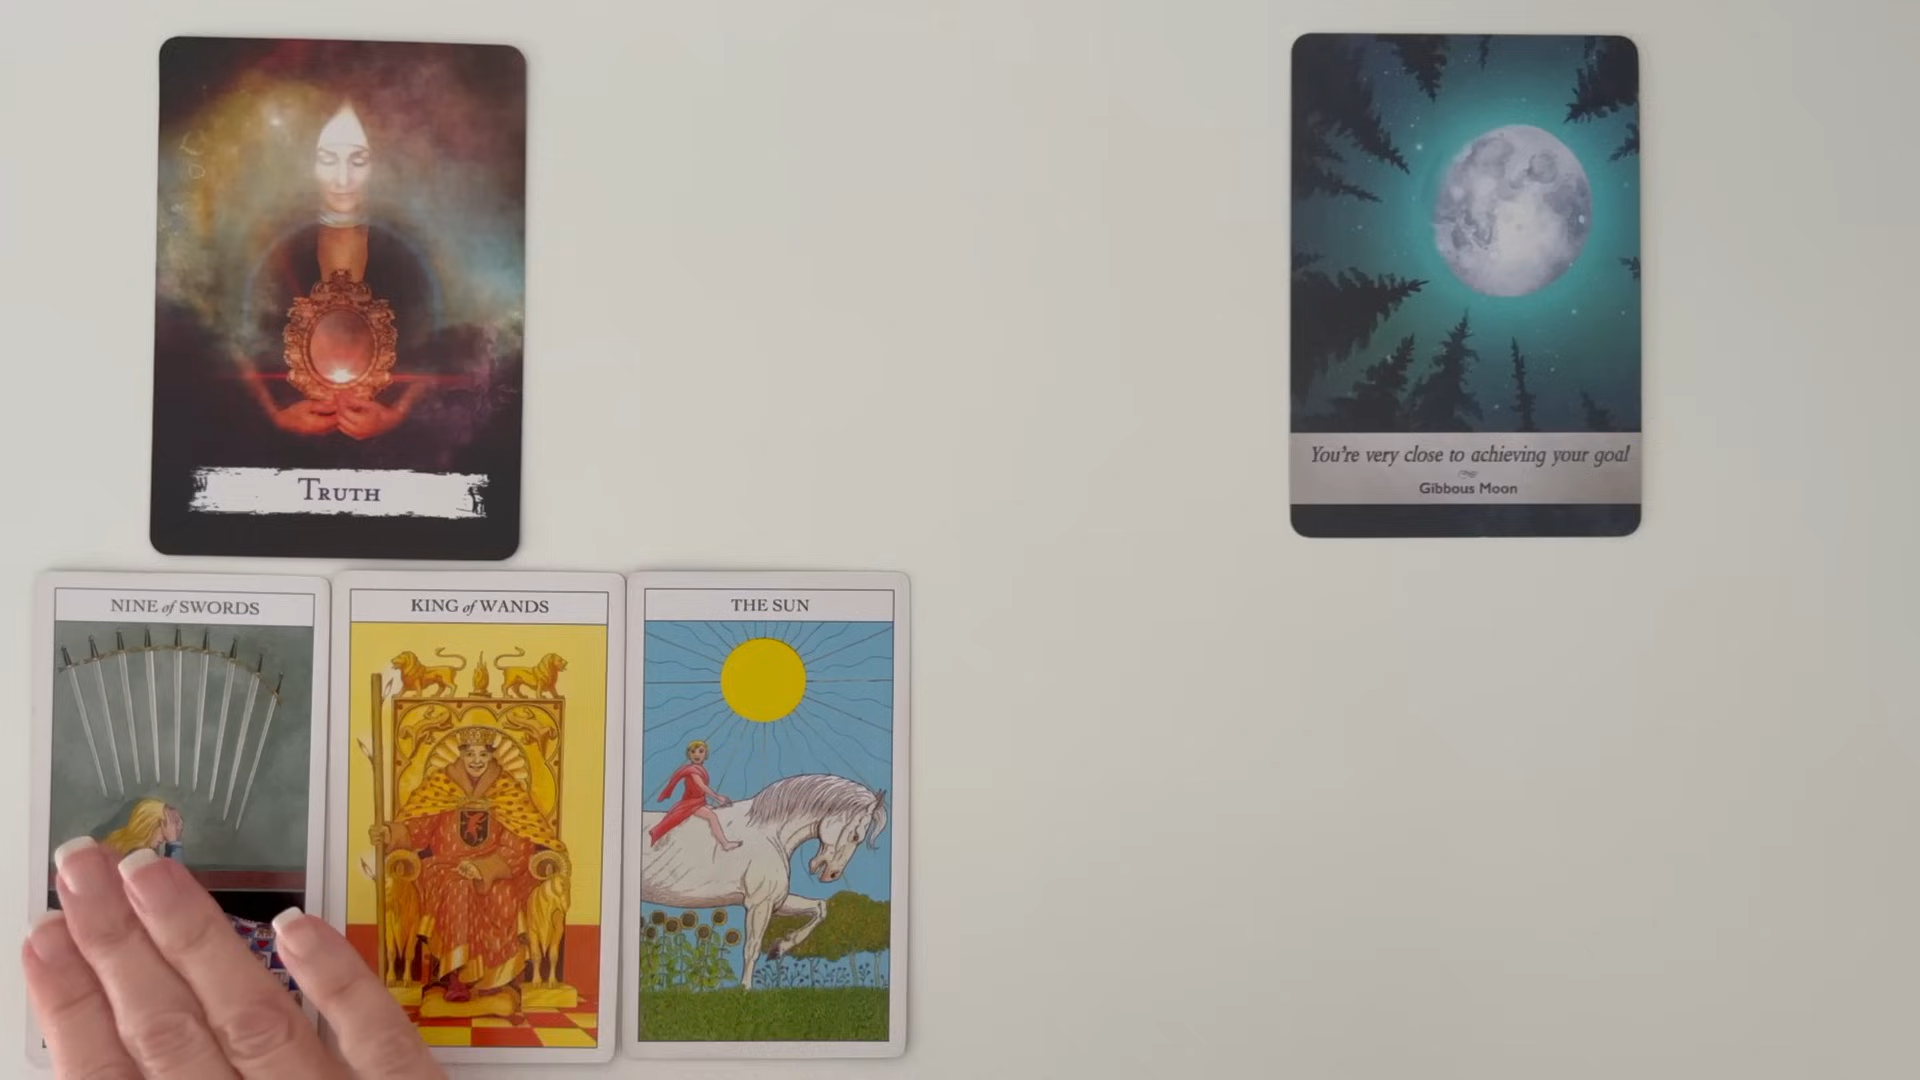 TRUTH
You're very close to achieving your goal
Gibbous Moon
NINE of SWORDS
KING of WANDS
THE SUN